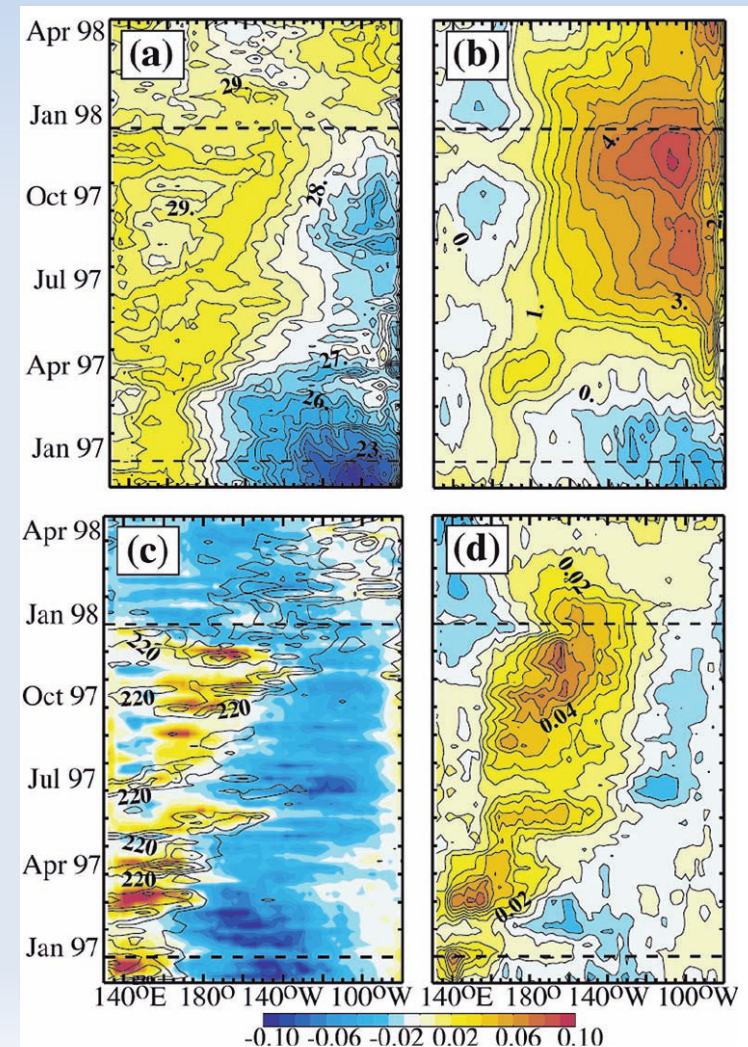 Apr 98
(a)
(b)
29.
Jan 98
4.
Oct 97
28.
29.
2.
0.
Jul 97
1.
3.
Apr 97
27
0.
26.
Jan 97
23.
Apr 98
(c)
(d)
0.02
Jan 98
220
Oct 97
220
220
0.04
Jul 97
220
220
Apr 97
220
0.02
Jan 97
140°E 180° 140°W 100°W 140°E 180° 140°W 100°W
-0.10 -0.06 -0.02 0.02 0.06 0.10